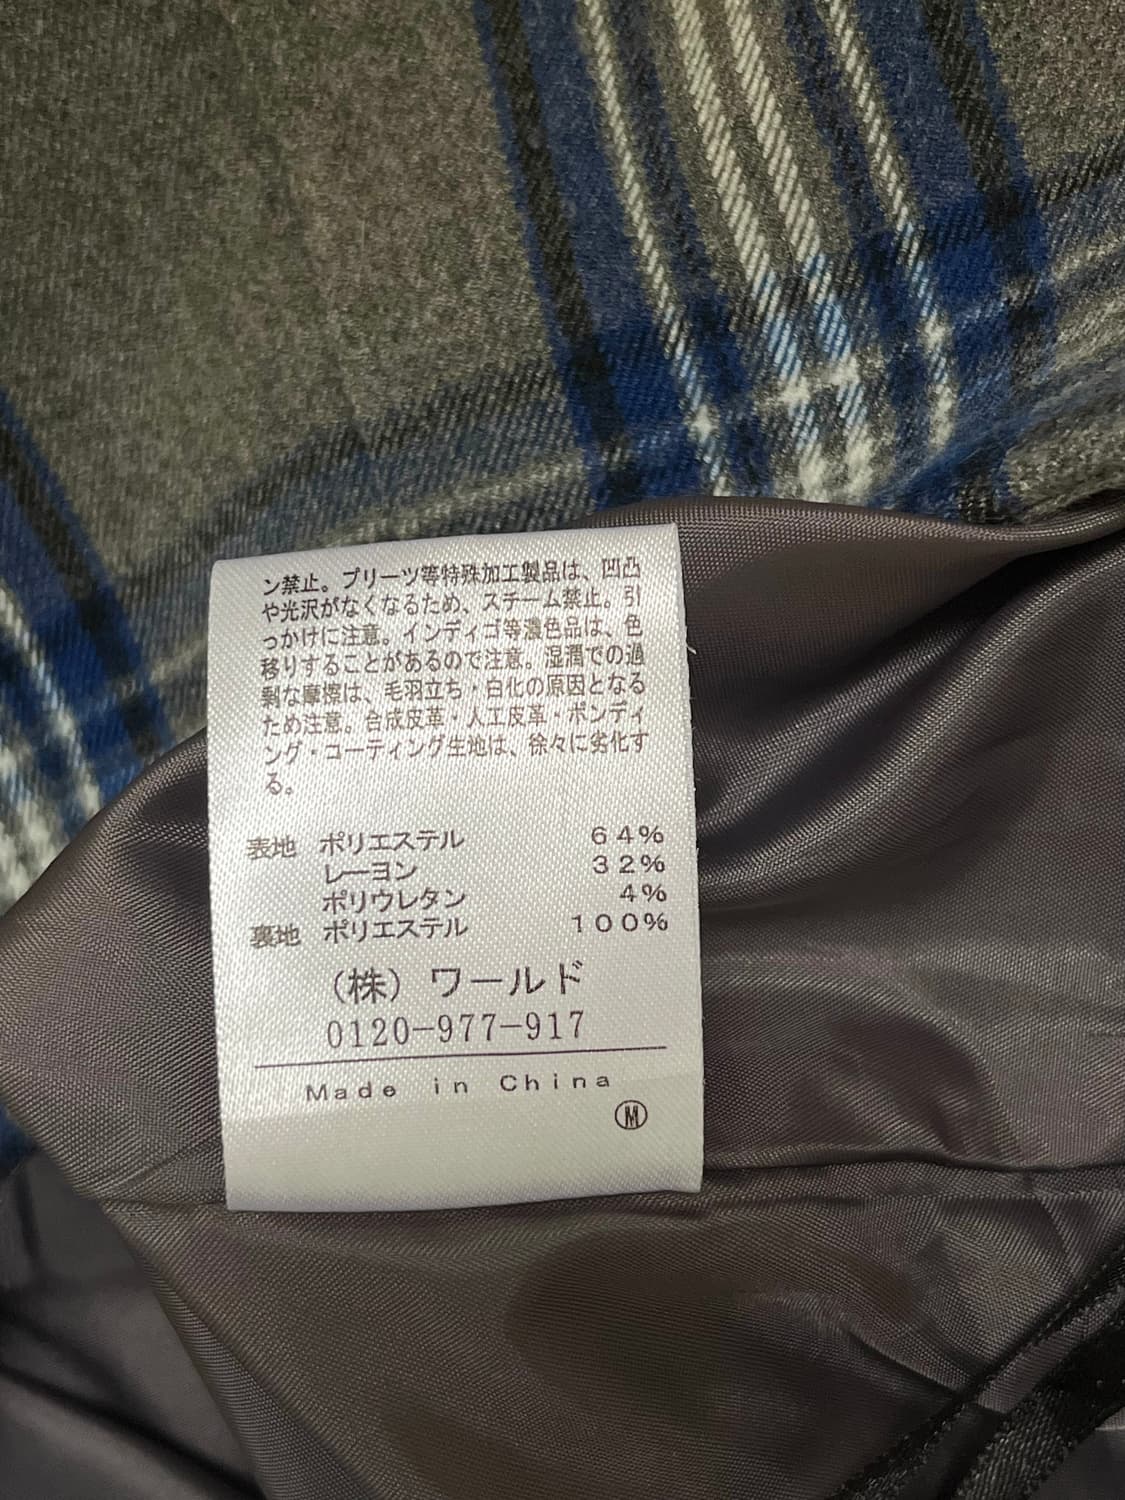 ン禁止。プリーツ等特殊加工製品は、凹凸
や光沢がなくなるため、スチーム禁止。引
っかけに注意。インディゴ等濃色品は、色
移りすることがあるので注意。湿潤での過
剰な摩擦は、毛羽立ち・白化の原因となる
ため注意。合成皮革・人工皮革・ボンディ
ング・コーティング生地は、徐々に劣化す
る。
表地 ポリエステル 64%
レーヨン 32%
ポリウレタン 4%
裏地 ポリエステル 100%
(株) ワールド
0120-977-917
Made in China
Ⓜ